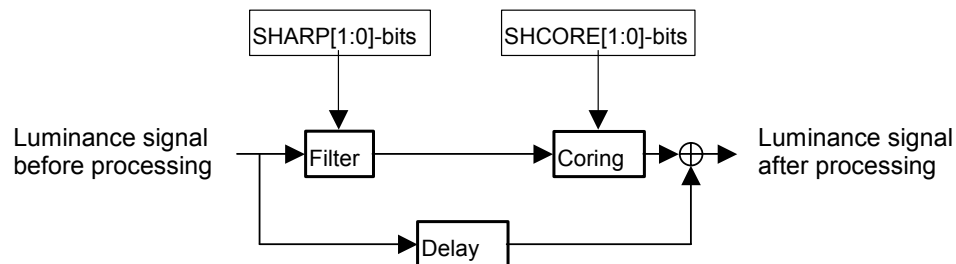 SHARP[1:0]-bits
SHCORE[1:0]-bits
Luminance signal
before processing
Filter
Coring
Luminance signal
after processing
Delay